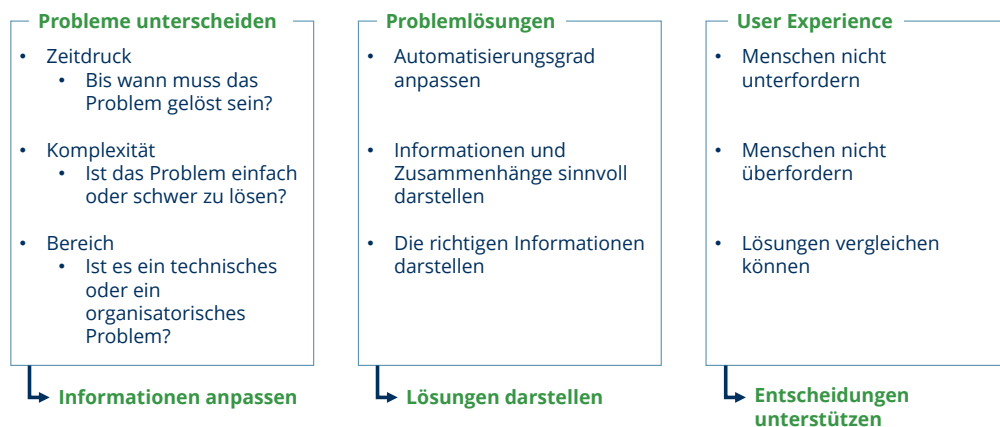 Probleme unterscheiden
• Zeitdruck
• Bis wann muss das
Problem gelöst sein?
• Komplexität
• Ist das Problem einfach
oder schwer zu lösen?
• Bereich
• Ist es ein technisches
oder ein
organisatorisches
Problem?
Informationen anpassen
Problemlösungen
• Automatisierungsgrad
anpassen
• Informationen und
Zusammenhänge sinnvoll
darstellen
• Die richtigen Informationen
darstellen
Lösungen darstellen
User Experience
• Menschen nicht
unterfordern
• Menschen nicht
überfordern
• Lösungen vergleichen
können
Entscheidungen
unterstützen